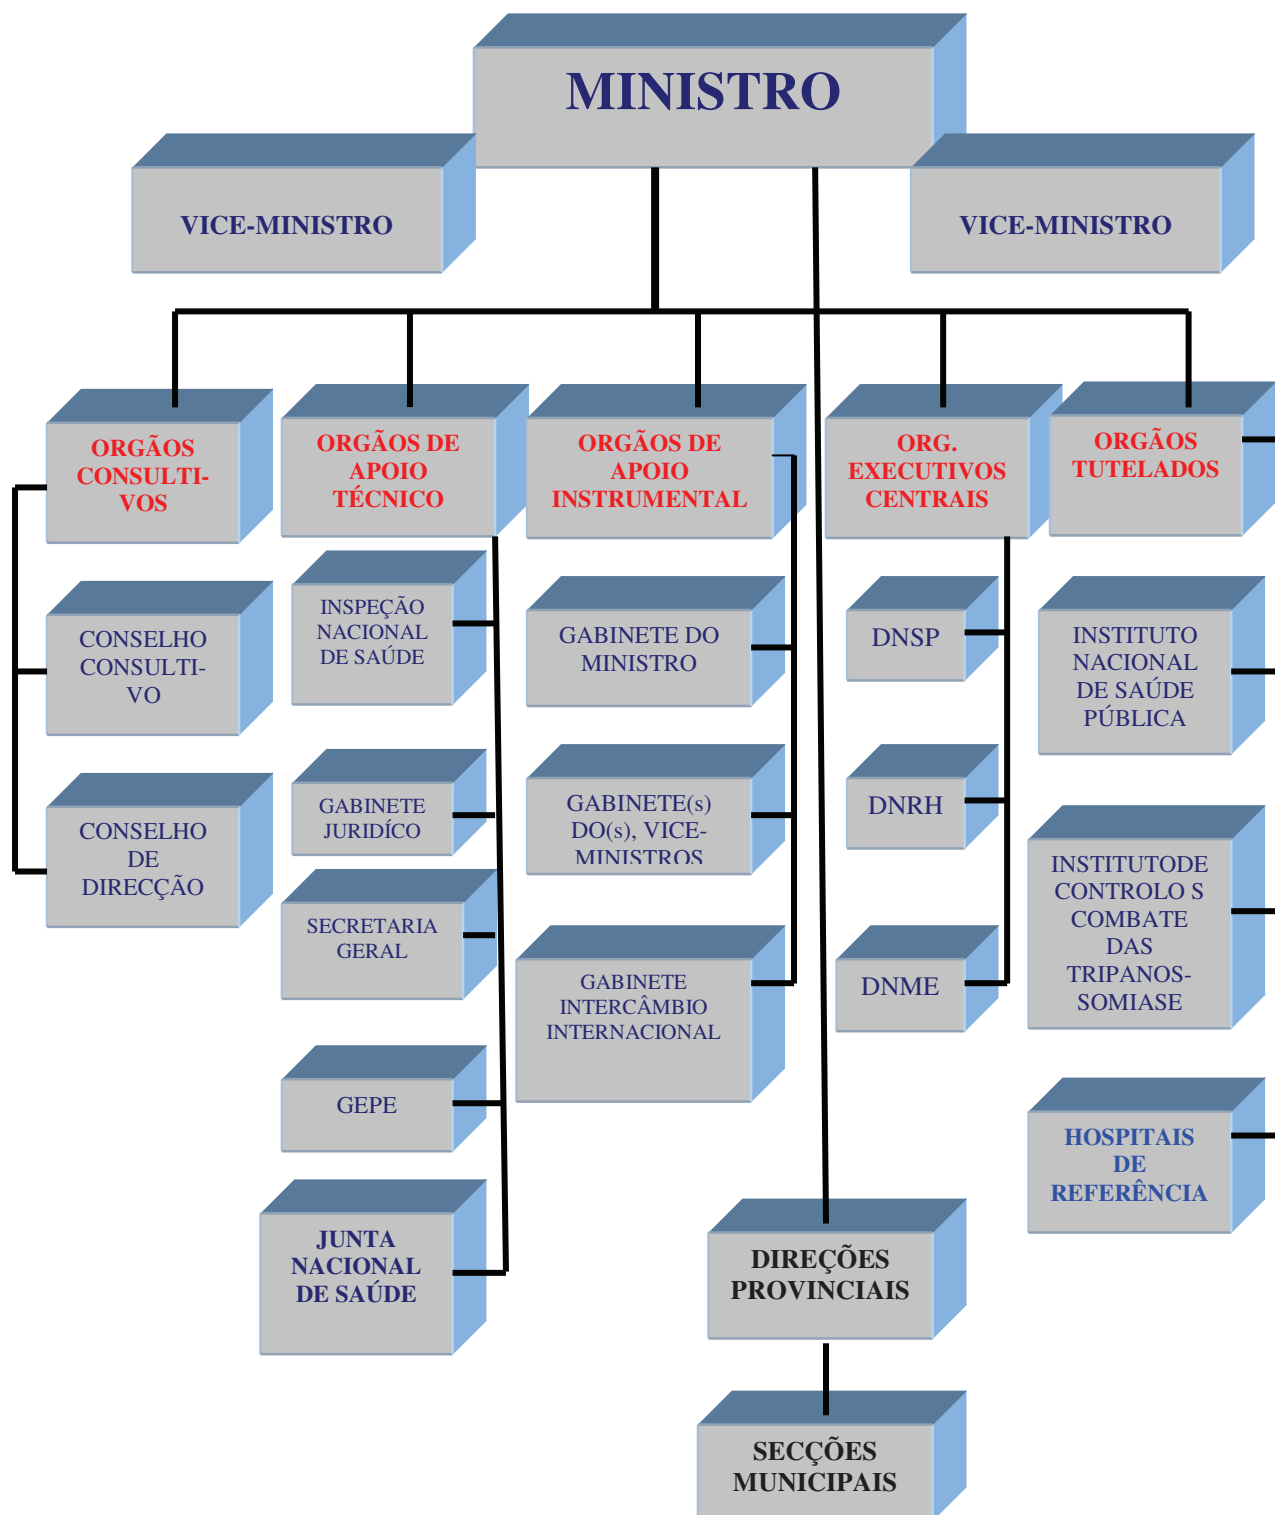 MINISTRO
VICE-MINISTRO
VICE-MINISTRO
ORGÃOS
CONSULTI-
VOS
ORGÃOS DE
APOIO
TÉCNICO
ORGÃOS DE
APOIO
INSTRUMENTAL
ORG.
EXECUTIVOS
CENTRAIS
ORGÃOS
TUTELADOS
CONSELHO
CONSULTI-
VO
CONSELHO
DE
DIRECÇÃO
INSPEÇÃO
NACIONAL
DE SAÚDE
GABINETE
JURIDÍCO
SECRETARIA
GERAL
GEPE
JUNTA
NACIONAL
DE SAÚDE
GABINETE DO
MINISTRO
GABINETE(s)
DO(s), VICE-
MINISTROS
GABINETE
INTERCÂMBIO
INTERNACIONAL
DNSP
DNRH
DNME
INSTITUTO
NACIONAL
DE SAÚDE
PÚBLICA
INSTITUTODE
CONTROLO S
COMBATE
DAS
TRIPANOS-
SOMIASE
HOSPITAIS
DE
REFERÊNCIA
DIREÇÕES
PROVINCIAIS
SECÇÕES
MUNICIPAIS